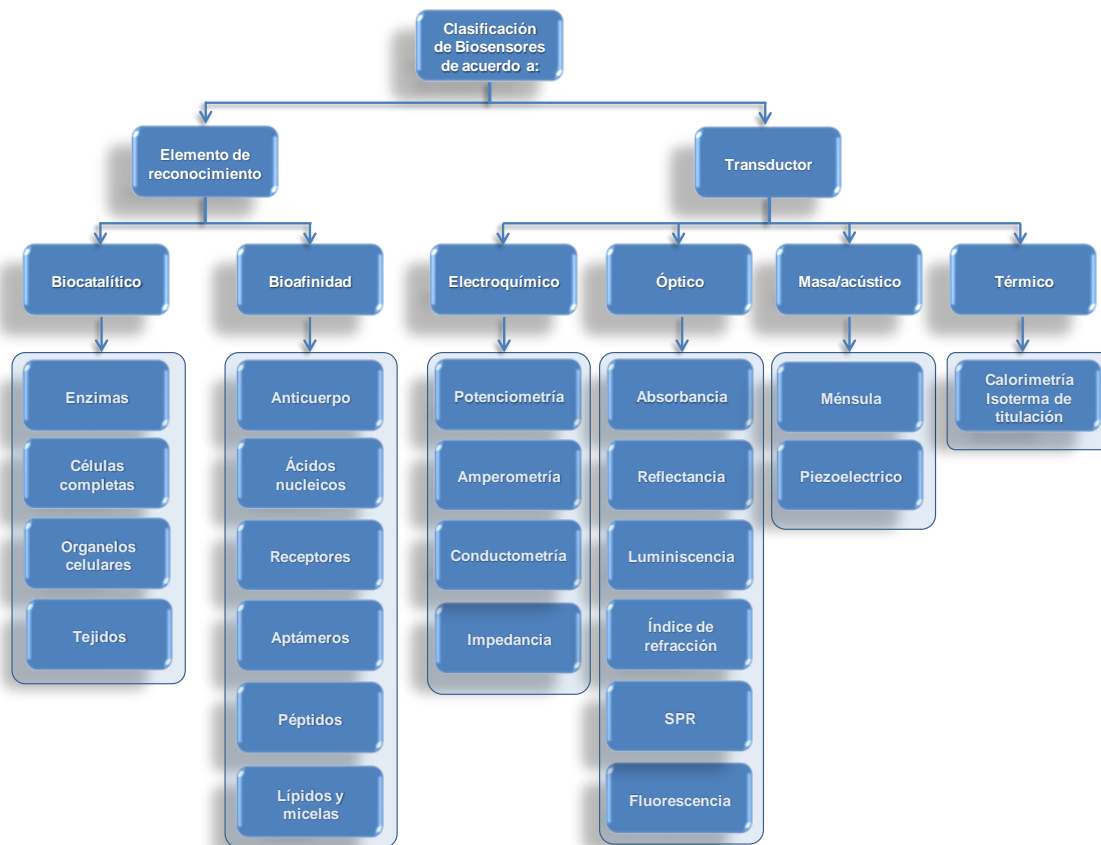 Clasificación
de Biosensores
de acuerdo a:
Elemento de
reconocimiento
Transductor
Biocatalítico
Bioafinidad
Electroquímico
Óptico
Masa/acústico
Térmico
Enzimas
Células
completas
Organelos
celulares
Tejidos
Anticuerpo
Ácidos
nucleicos
Receptores
Aptámeros
Péptidos
Lípidos y
micelas
Potenciometría
Amperometría
Conductometría
Impedancia
Absorbancia
Reflectancia
Luminiscencia
Índice de
refracción
SPR
Fluorescencia
Ménsula
Piezoelectrico
Calorimetría
Isoterma de
titulación